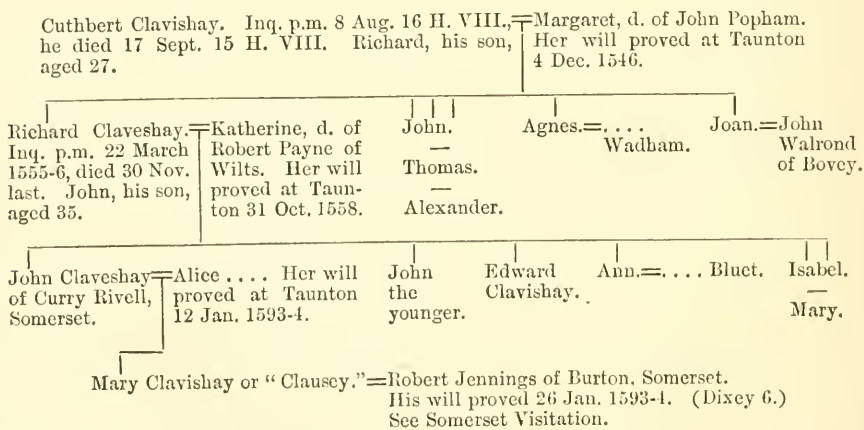 Cuthbert Clavishay. Inq. p.m. 8 Aug. 16 H. VIII.,
he died 17 Sept. 15 H. VIII. Richard, his son,
aged 27.
=Margaret, d. of John Popham.
Her will proved at Taunton
4 Dec. 1546.
Richard Claveshay.
Inq. p.m. 22 March
1555-6, died 30 Nov.
last. John, his son,
aged 35.
=Katherine, d. of
Robert Payne of
Wilts. Her will
proved at Taun-
ton 31 Oct. 1558.
John.
—
Thomas.
—
Alexander.
Agnes.=....
Wadham.
Joan.=John
Walrond
of Bovey.
John Claveshay
of Curry Rivell,
Somerset.
=Alice .... Her will
proved at Taunton
12 Jan. 1593-4.
John
the
younger.
Edward
Clavishay.
Ann.=.... Bluet.
Isabel.
—
Mary.
Mary Clavishay or "Clausey."=Robert Jennings of Burton, Somerset.
His will proved 26 Jan. 1593-4. (Dixey 6.)
See Somerset Visitation.